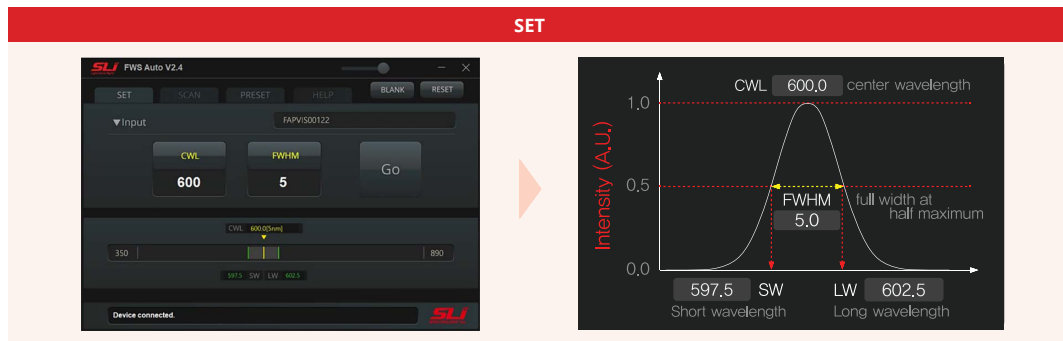 SET
SLi FWS Auto V2.4
SET SCAN PRESET HELP BLANK RESET
▼Input FAPVIS00122
CWL FWHM
600 5 Go
CWL 600.0[5nm]
350 890
597.5 SW LW 602.5
Device connected.
SLi
CWL 600.0 center wavelength
1.0
Intensity (A.U.)
0.5
FWHM full width at
5.0 half maximum
0.0
597.5 SW LW 602.5
Short wavelength Long wavelength